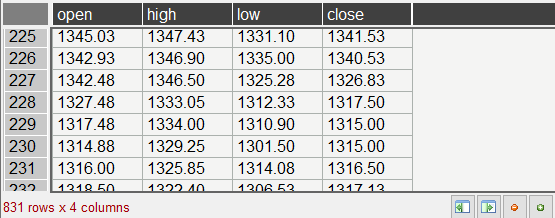 open high low close
225 1345.03 1347.43 1331.10 1341.53
226 1342.93 1346.90 1335.00 1340.53
227 1342.48 1346.50 1325.28 1326.83
228 1327.48 1333.05 1312.33 1317.50
229 1317.48 1334.00 1310.90 1315.00
230 1314.88 1329.25 1301.50 1315.00
231 1316.00 1325.85 1314.08 1316.50
232 1318.50 1322.40 1306.53 1317.13
831 rows x 4 columns